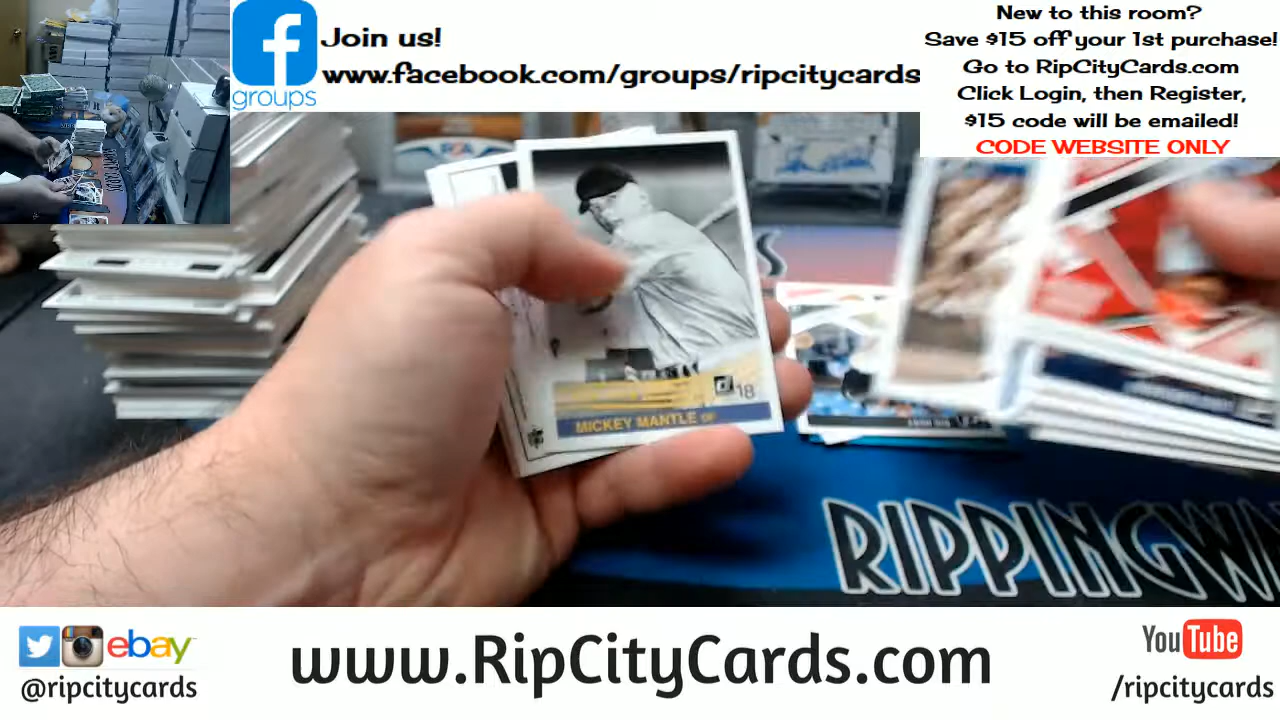 Join us!
www.facebook.com/groups/ripcitycards
groups
New to this room?
Save $15 off your 1st purchase!
Go to RipCityCards.com
Click Login, then Register,
$15 code will be emailed!
CODE WEBSITE ONLY
18
MICKEY MANTLE OF
RIPPINGW
ebay
@ripcitycards
www.RipCityCards.com
YouTube
/ripcitycards